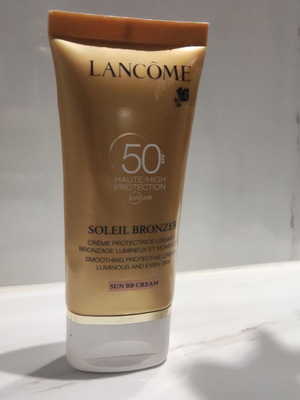 LANCÔME
50
HAUTE/HIGH
PROTECTION
SOLEIL BRONZER
CRÈME PROTECTRICE
BRONZAGE LUMINEUX ET
SMOOTHING PROTECTIVE
LUMINOUS AND EVEN TAN
SUN BB CREAM